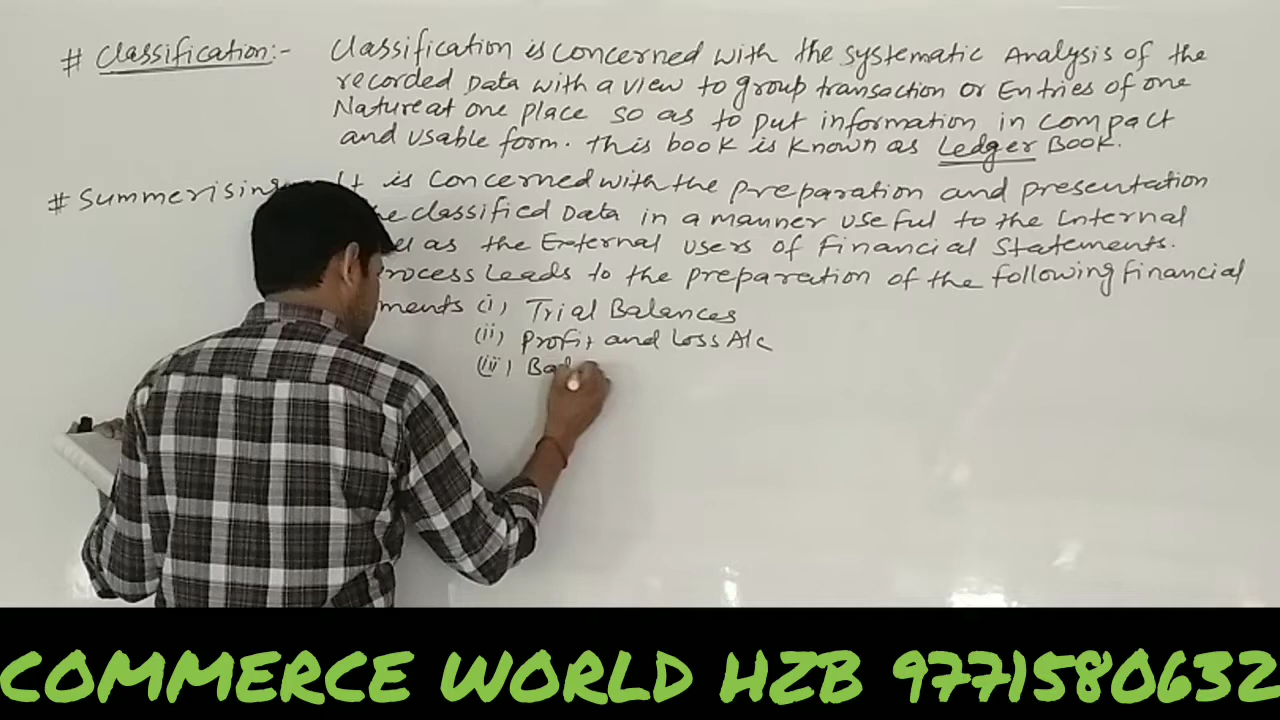 # Classification:- Classification is concerned with the systematic Analysis of the
recorded Data with a view to group transaction or Entries of one
Nature at one place so as to put information in compact
and usable form. This book is known as Ledger Book.
# Summerising It is concerned with the preparation and presentation
classified Data in a manner useful to the Internal
as the External users of Financial Statements.
Leads to the preparation of the following financial
(i) Trial Balances
(ii) Profit and Loss A/c
(iii)
COMMERCE WORLD HZB 9771580632